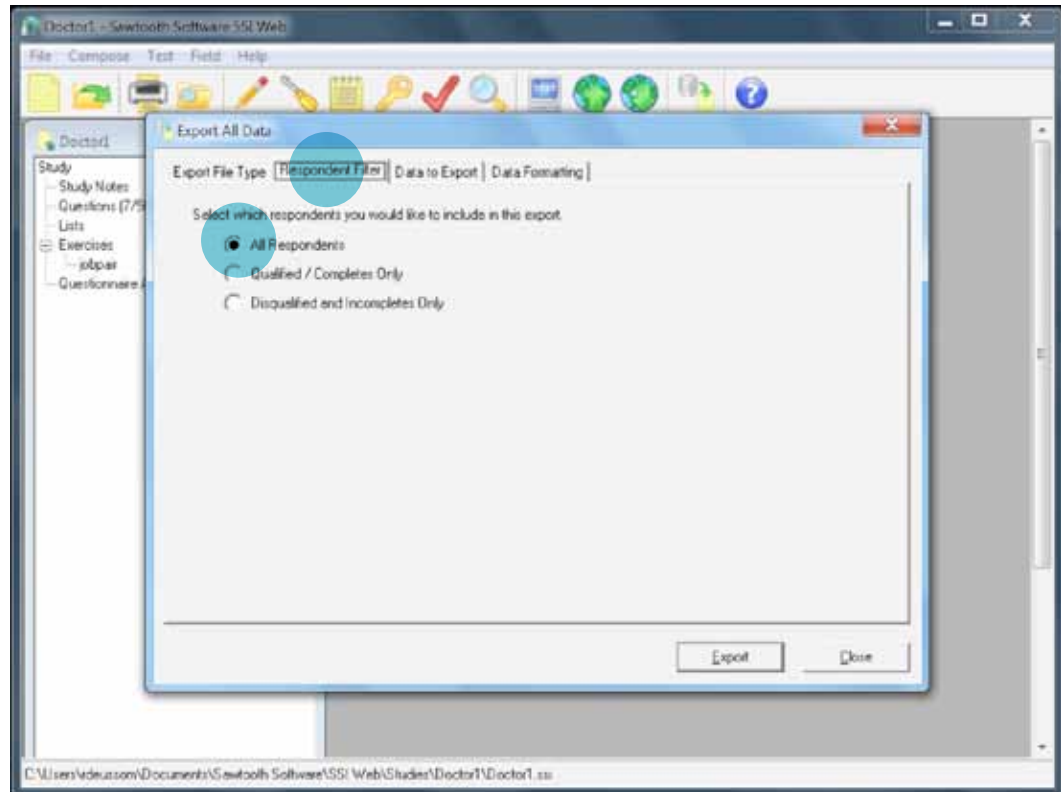 Doctor1 - Sawtooth Software SSI Web
File Compose Test Field Help
Doctor1
Export All Data
Study
Study Notes
Questions (7/5
Lists
Exercises
jobpair
Questionnaire
Export File Type Respondent Filter Data to Export Data Formatting
Select which respondents you would like to include in this export.
All Respondents
Qualified / Completes Only
Disqualified and Incompletes Only
Export Close
C:\Users\rdeussom\Documents\Sawtooth Software\SSI Web\Studies\Doctor1\Doctor1.ssi